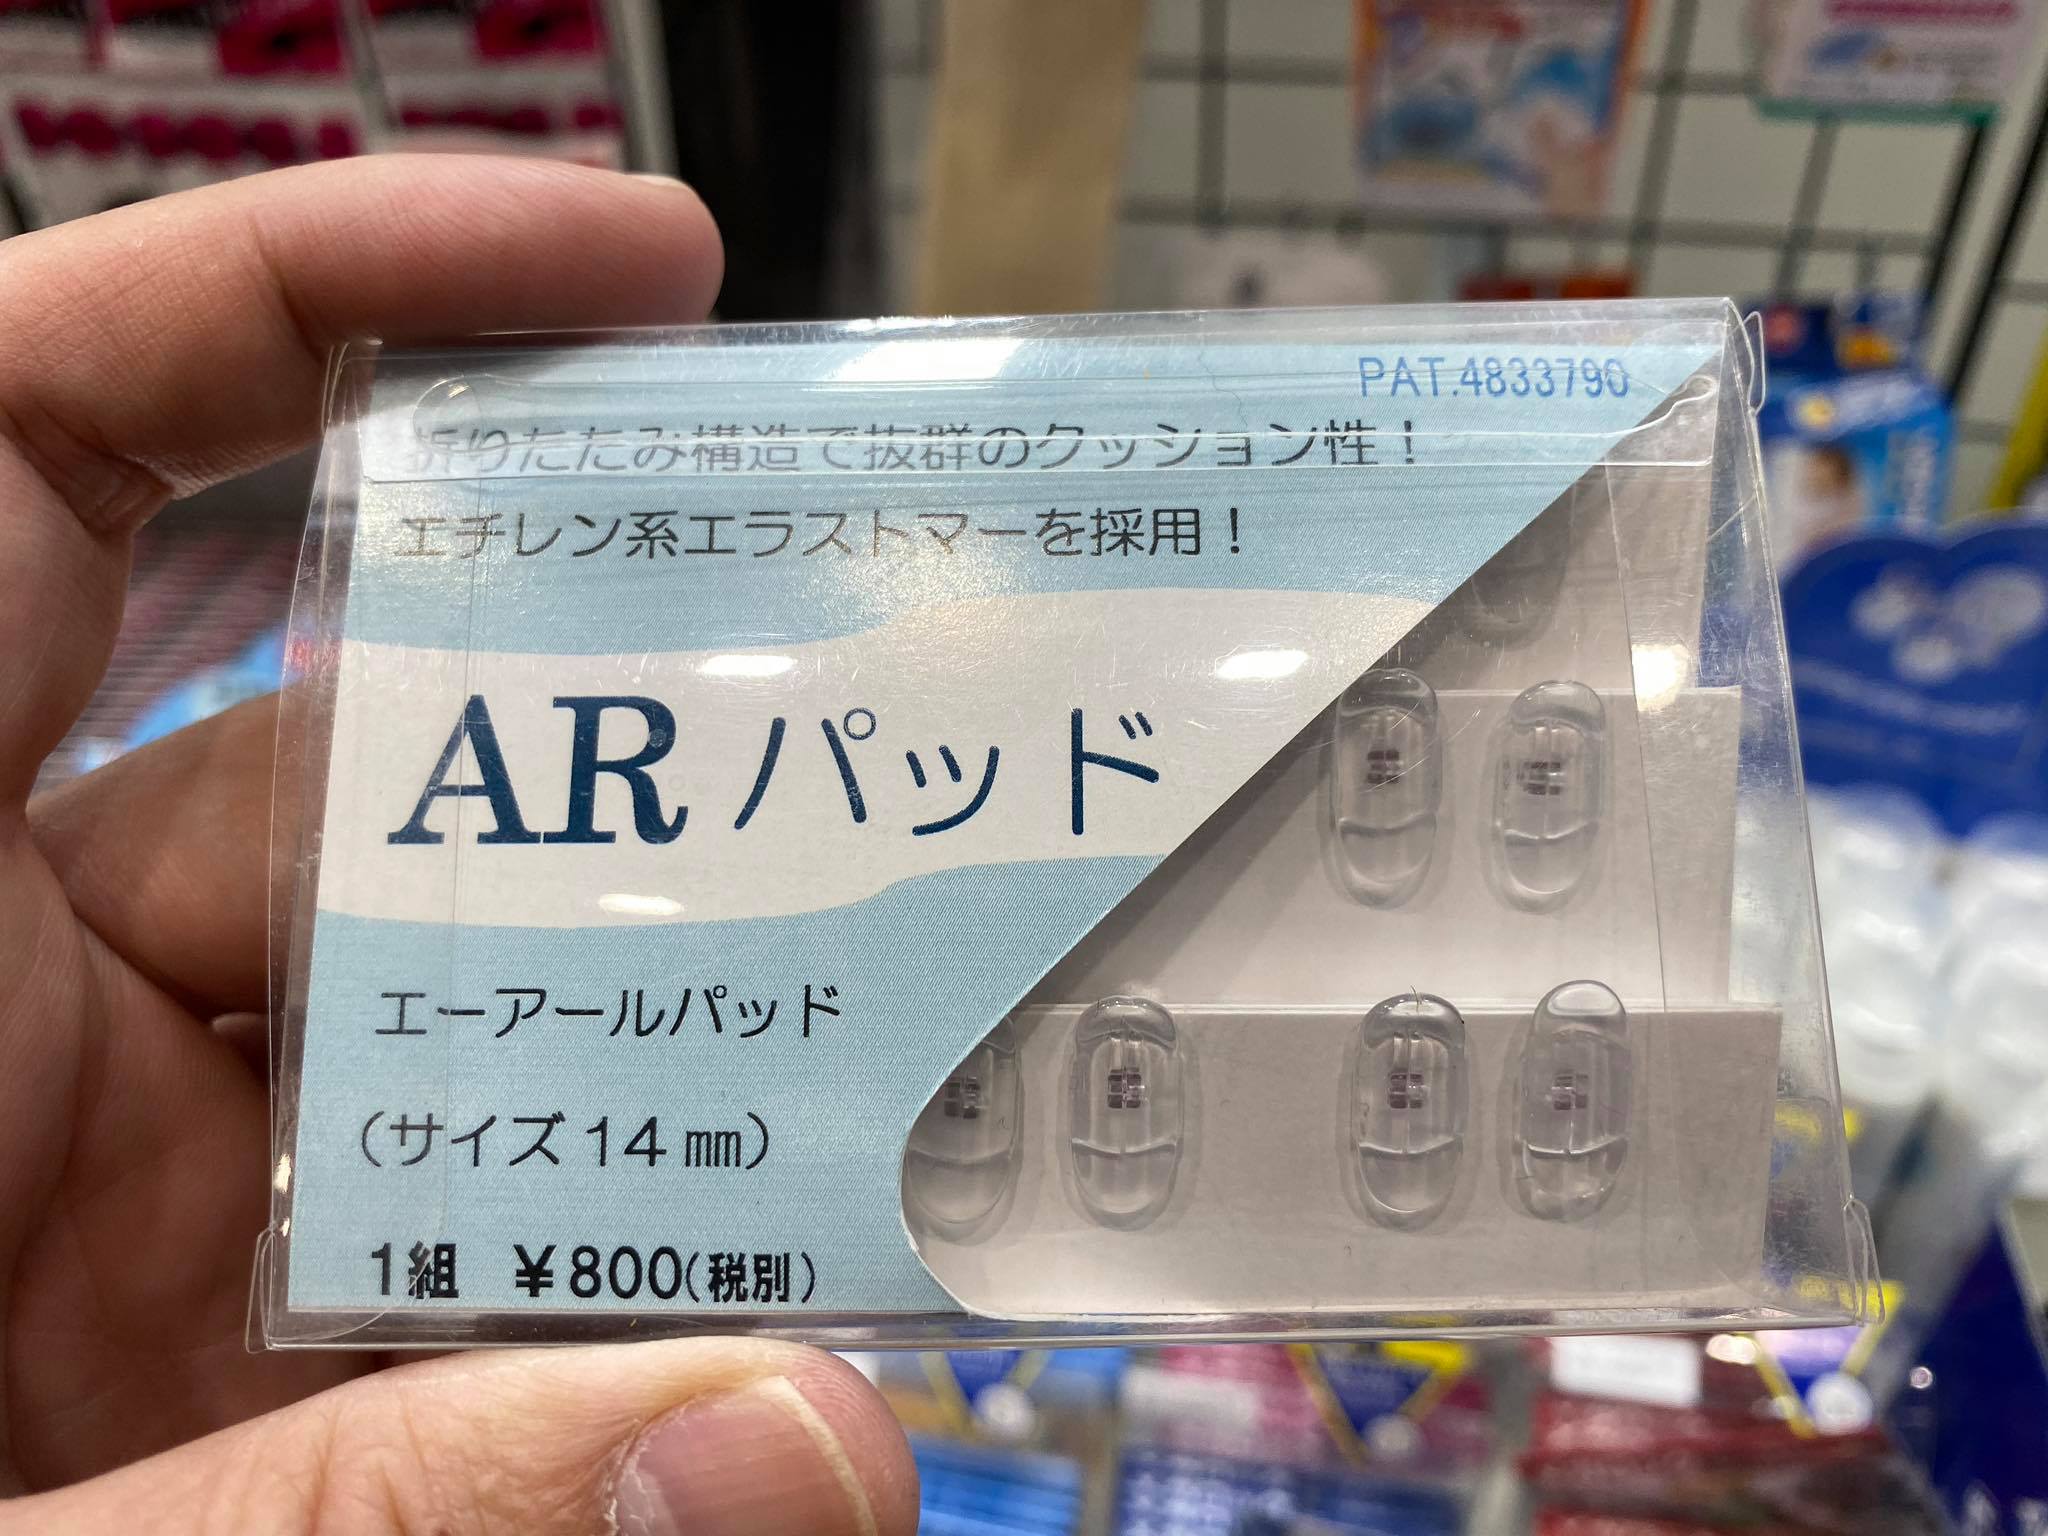 PAT.4833790
折りたたみ構造で抜群のクッション性！
エチレン系エラストマーを採用！
ARパッド
エーアールパッド
（サイズ14㎜）
1組 ￥800（税別）